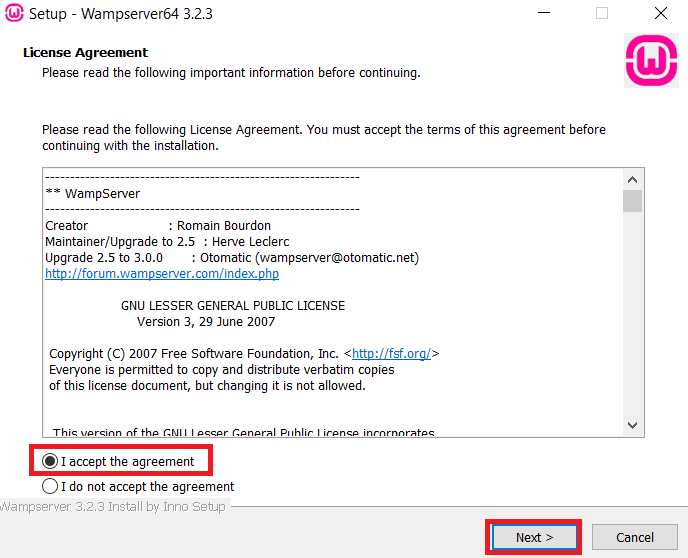 Setup - Wampserver64 3.2.3
License Agreement
Please read the following important information before continuing.
Please read the following License Agreement. You must accept the terms of this agreement before
continuing with the installation.
---------------------------------------------------------------
** WampServer
---------------------------------------------------------------
Creator : Romain Bourdon
Maintainer/Upgrade to 2.5 : Herve Leclerc
Upgrade 2.5 to 3.0.0 : Otomatic (wampserver@otomatic.net)
http://forum.wampserver.com/index.php
GNU LESSER GENERAL PUBLIC LICENSE
Version 3, 29 June 2007
Copyright (C) 2007 Free Software Foundation, Inc. <http://fsf.org/>
Everyone is permitted to copy and distribute verbatim copies
of this license document, but changing it is not allowed.
This version of the GNU Lesser General Public License incorporates
I accept the agreement
I do not accept the agreement
Wampserver 3.2.3 Install by Inno Setup
Next > Cancel